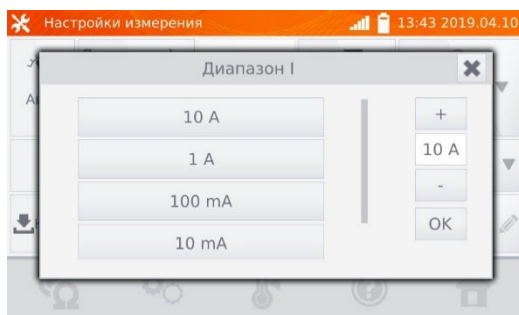 Настройки измерения 13:43 2019.04.10
Диапазон I
10 A
1 A
100 mA
10 mA
+
10 A
-
OK